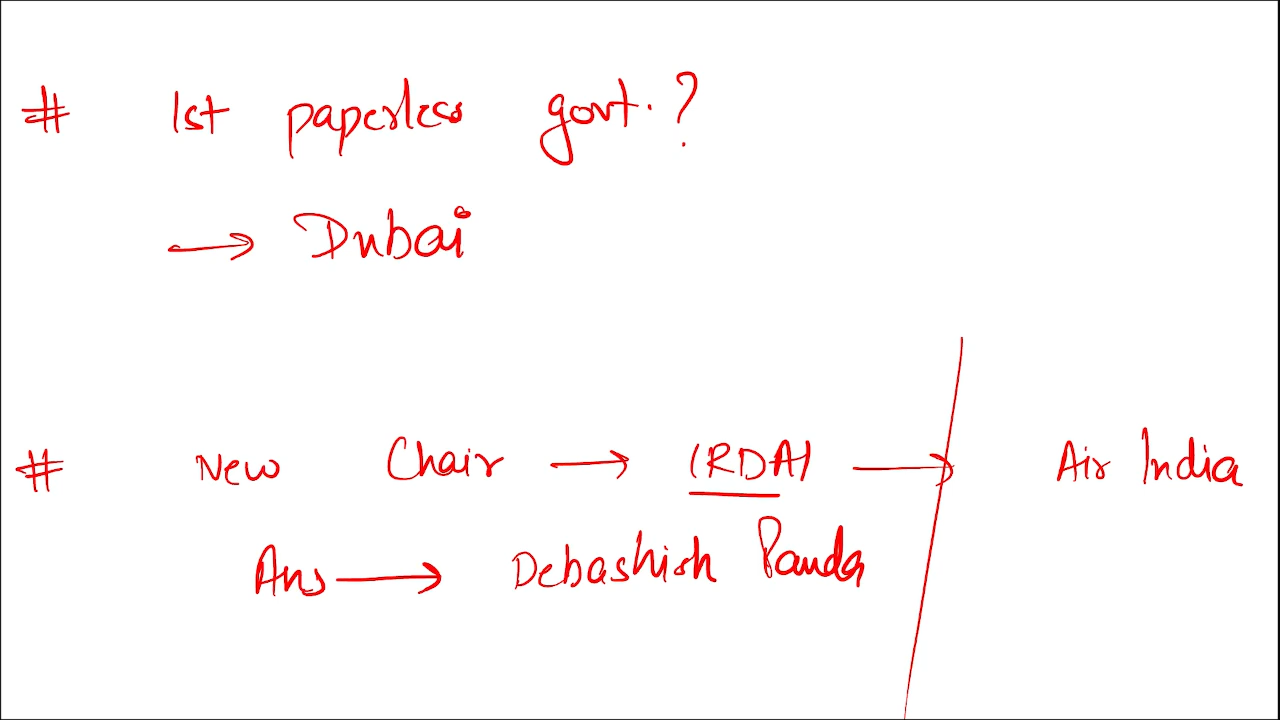 # 1st paperless govt. ?
→ Dubai
# New Chair → IRDAI → Air India
Ans → Debashish Panda